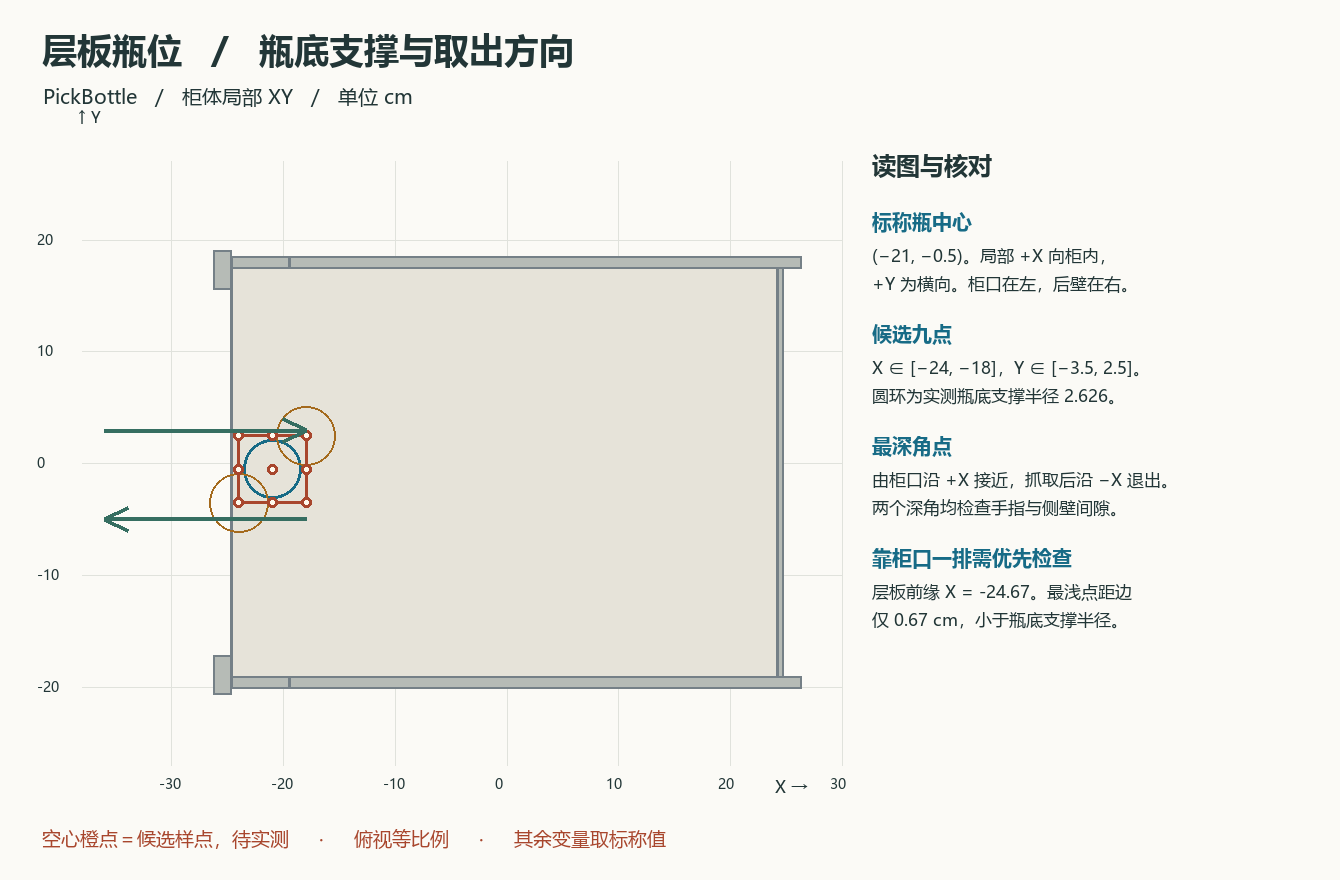 层板瓶位 / 瓶底支撑与取出方向
PickBottle / 柜体局部 XY / 单位 cm
↑ Y
20
10
0
-10
-20
-30
-20
-10
0
10
20
30
X →
读图与核对
标称瓶中心
(−21, −0.5)。局部 +X 向柜内，
+Y 为横向。柜口在左，后壁在右。
候选九点
X ∈ [−24, −18]，Y ∈ [−3.5, 2.5]。
圆环为实测瓶底支撑半径 2.626。
最深角点
由柜口沿 +X 接近，抓取后沿 −X 退出。
两个深角均检查手指与侧壁间隙。
靠柜口一排需优先检查
层板前缘 X = -24.67。最浅点距边
仅 0.67 cm，小于瓶底支撑半径。
空心橙点 = 候选样点，待实测 · 俯视等比例 · 其余变量取标称值